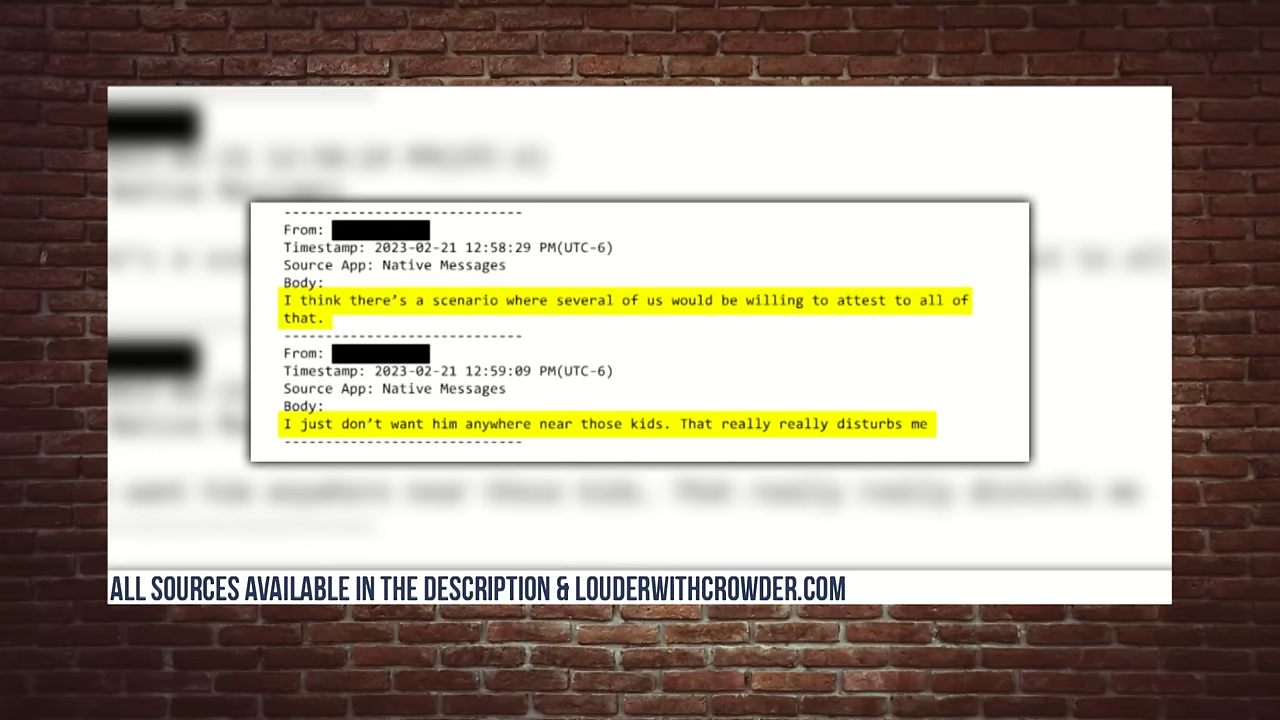 -----------------------------
From:
Timestamp: 2023-02-21 12:58:29 PM(UTC-6)
Source App: Native Messages
Body:
I think there’s a scenario where several of us would be willing to attest to all of
that.
-----------------------------
From:
Timestamp: 2023-02-21 12:59:09 PM(UTC-6)
Source App: Native Messages
Body:
I just don’t want him anywhere near those kids. That really really disturbs me
-----------------------------
ALL SOURCES AVAILABLE IN THE DESCRIPTION & LOUDERWITHCROWDER.COM